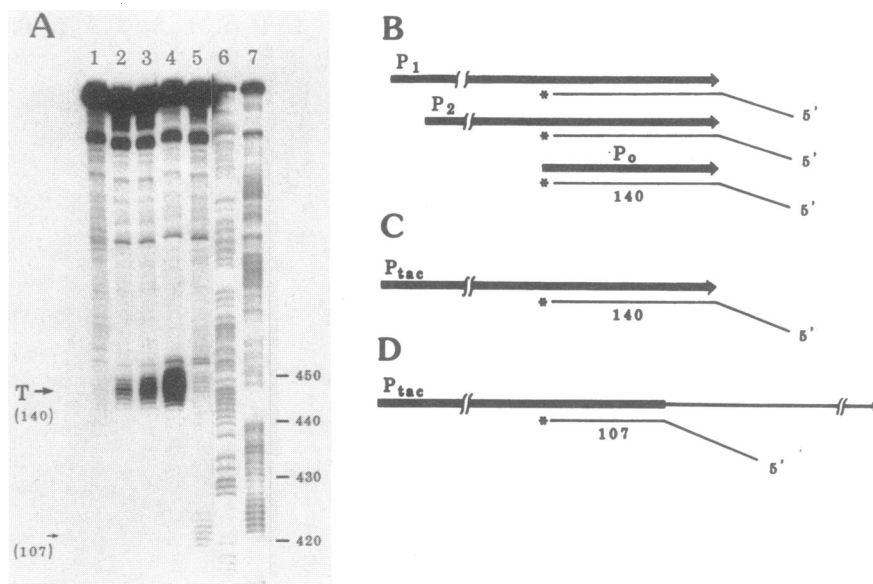 A
1 2 3 4 5 6 7
T →
(140)
(107) →
– 450
– 440
– 430
– 420
B
P1
* 5'
P2
* 5'
Po
* 140 5'
C
Ptac
* 140 5'
D
Ptac
* 107 5'